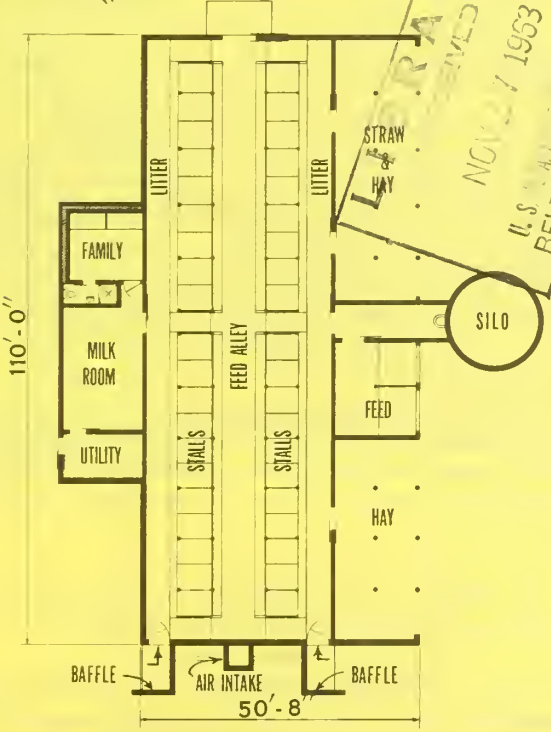 110'-0"
LITTER
LITTER
STRAW
&
HAY
FAMILY
MILK
ROOM
UTILITY
STALLS
FEED ALLEY
STALLS
FEED
SILO
HAY
BAFFLE
AIR INTAKE
BAFFLE
50'-8"
NOV 1963
U. S.